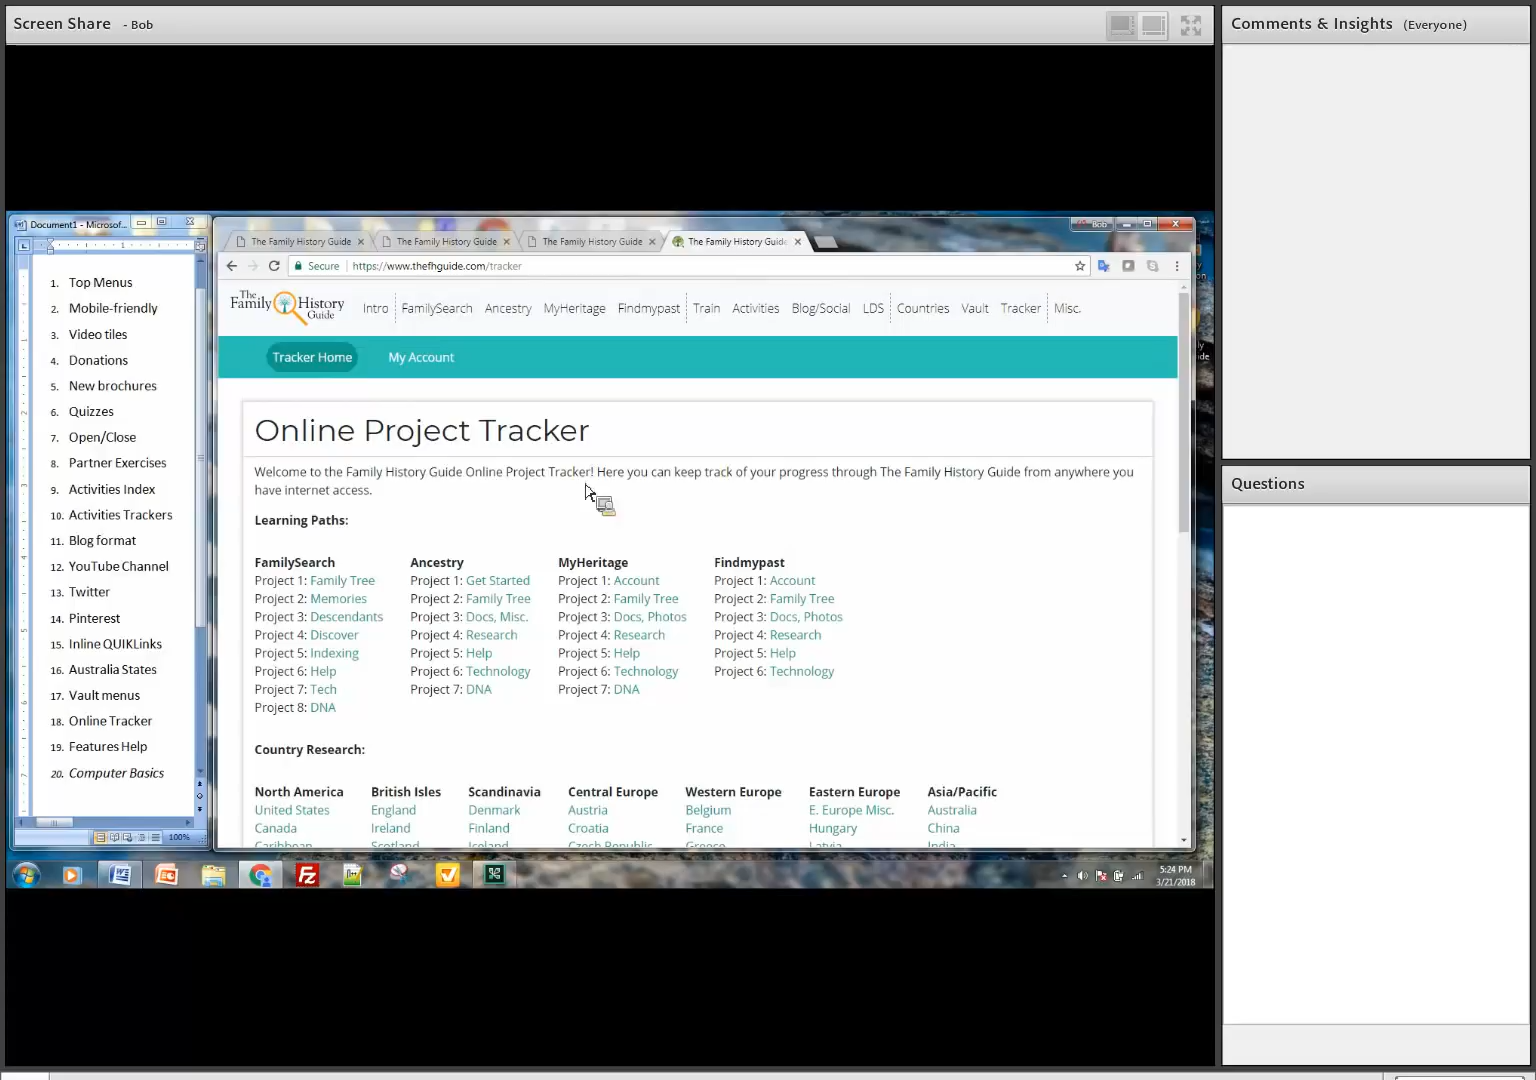 Screen Share - Bob
Comments & Insights (Everyone)
Questions
Document1 - Microsof...
1. Top Menus
2. Mobile-friendly
3. Video tiles
4. Donations
5. New brochures
6. Quizzes
7. Open/Close
8. Partner Exercises
9. Activities Index
10. Activities Trackers
11. Blog format
12. YouTube Channel
13. Twitter
14. Pinterest
15. Inline QUIKLinks
16. Australia States
17. Vault menus
18. Online Tracker
19. Features Help
20. Computer Basics
100%
Bob
The Family History Guide The Family History Guide The Family History Guide The Family History Guide
Secure https://www.thefhguide.com/tracker
The Family History Guide
Intro FamilySearch Ancestry MyHeritage Findmypast Train Activities Blog/Social LDS Countries Vault Tracker Misc.
Tracker Home My Account
Online Project Tracker
Welcome to the Family History Guide Online Project Tracker! Here you can keep track of your progress through The Family History Guide from anywhere you
have internet access.
Learning Paths:
FamilySearch Ancestry MyHeritage Findmypast
Project 1: Family Tree Project 1: Get Started Project 1: Account Project 1: Account
Project 2: Memories Project 2: Family Tree Project 2: Family Tree Project 2: Family Tree
Project 3: Descendants Project 3: Docs, Misc. Project 3: Docs, Photos Project 3: Docs, Photos
Project 4: Discover Project 4: Research Project 4: Research Project 4: Research
Project 5: Indexing Project 5: Help Project 5: Help Project 5: Help
Project 6: Help Project 6: Technology Project 6: Technology Project 6: Technology
Project 7: Tech Project 7: DNA Project 7: DNA
Project 8: DNA
Country Research:
North America British Isles Scandinavia Central Europe Western Europe Eastern Europe Asia/Pacific
United States England Denmark Austria Belgium E. Europe Misc. Australia
Canada Ireland Finland Croatia France Hungary China
Caribbean Scotland Iceland Czech Republic Greece Latvia India
5:24 PM
3/21/2018